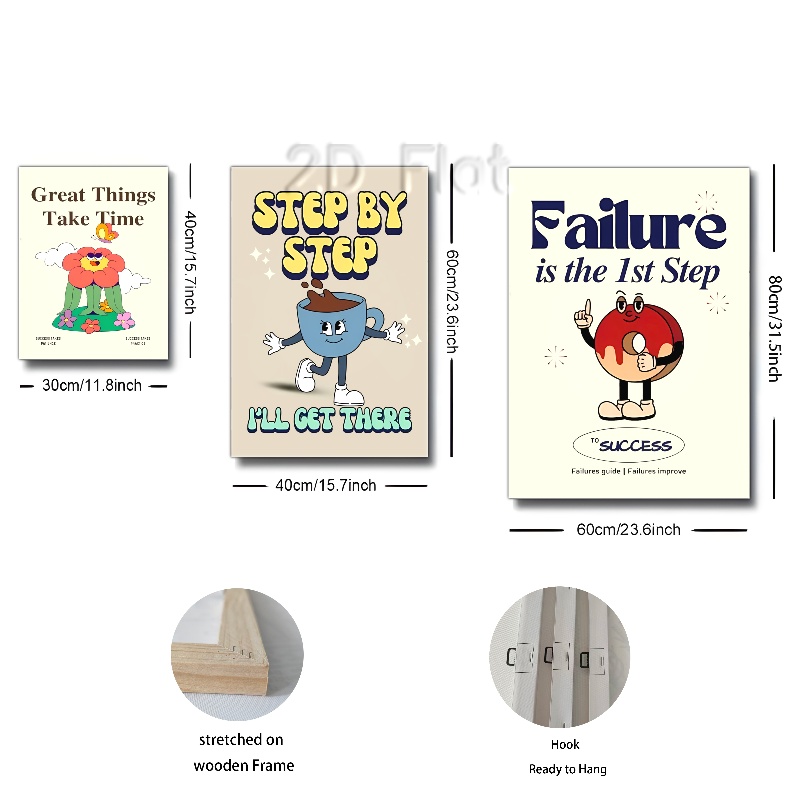 2D Flat
Great Things
Take Time
40cm/15.7inch
30cm/11.8inch
STEP BY
STEP
I'LL GET THERE
60cm/23.6inch
40cm/15.7inch
Failure
is the 1st Step
TO SUCCESS
Failures guide | Failures improve
80cm/31.5inch
60cm/23.6inch
stretched on
wooden Frame
Hook
Ready to Hang